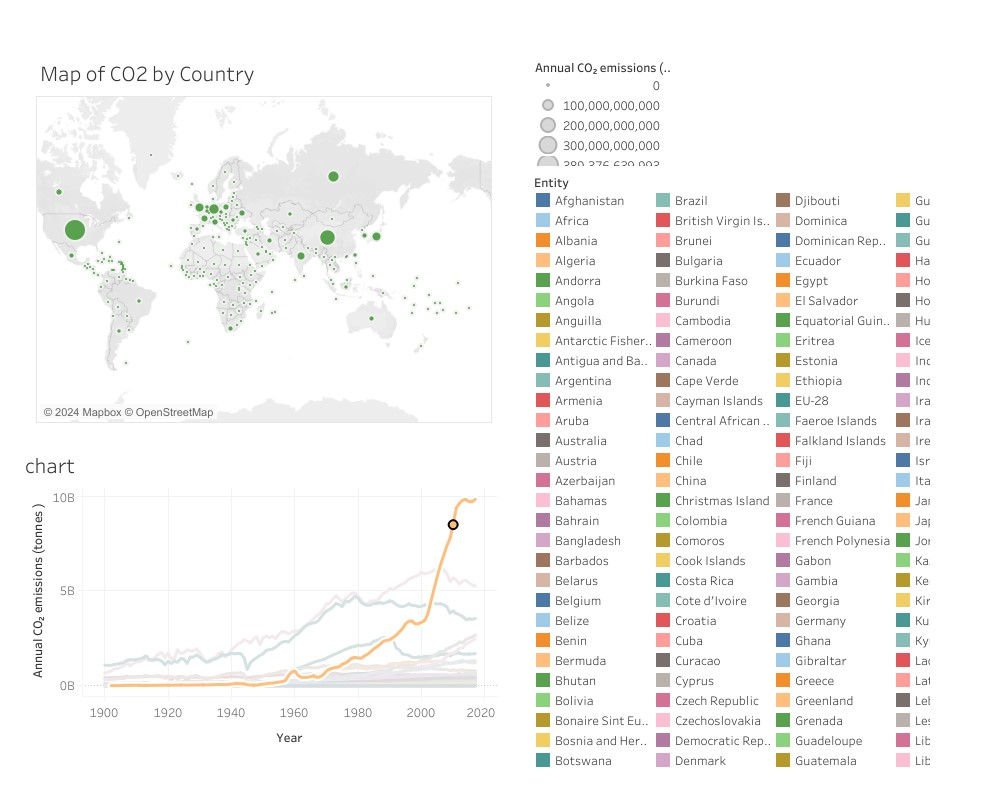 Map of CO2 by Country
© 2024 Mapbox © OpenStreetMap
Annual CO₂ emissions (..
0
100,000,000,000
200,000,000,000
300,000,000,000
389,376,639,993
Entity
Afghanistan
Africa
Albania
Algeria
Andorra
Angola
Anguilla
Antarctic Fisher..
Antigua and Ba..
Argentina
Armenia
Aruba
Australia
Austria
Azerbaijan
Bahamas
Bahrain
Bangladesh
Barbados
Belarus
Belgium
Belize
Benin
Bermuda
Bhutan
Bolivia
Bonaire Sint Eu..
Bosnia and Her..
Botswana
Brazil
British Virgin Is..
Brunei
Bulgaria
Burkina Faso
Burundi
Cambodia
Cameroon
Canada
Cape Verde
Cayman Islands
Central African ..
Chad
Chile
China
Christmas Island
Colombia
Comoros
Cook Islands
Costa Rica
Cote d'Ivoire
Croatia
Cuba
Curacao
Cyprus
Czech Republic
Czechoslovakia
Democratic Rep..
Denmark
Djibouti
Dominica
Dominican Rep..
Ecuador
Egypt
El Salvador
Equatorial Guin..
Eritrea
Estonia
Ethiopia
EU-28
Faeroe Islands
Falkland Islands
Fiji
Finland
France
French Guiana
French Polynesia
Gabon
Gambia
Georgia
Germany
Ghana
Gibraltar
Greece
Greenland
Grenada
Guadeloupe
Guatemala
Gu
Gu
Gu
Ha
Ho
Hu
Ice
Inc
Ira
Ira
Ire
Isr
Ita
Jap
Jor
Ka
Ke
Kir
Ku
Ky
Lat
Les
Lib
Lib
chart
Annual CO₂ emissions (tonnes )
10B
5B
0B
1900
1920
1940
1960
1980
2000
2020
Year